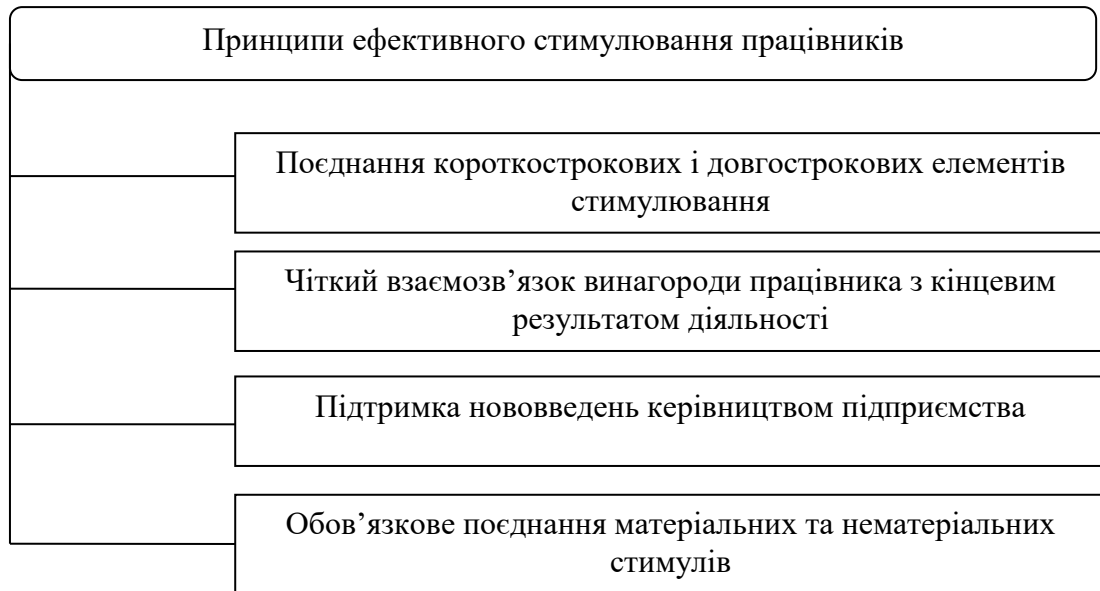 Принципи ефективного стимулювання працівників
Поєднання короткострокових і довгострокових елементів
стимулювання
Чіткий взаємозв’язок винагороди працівника з кінцевим
результатом діяльності
Підтримка нововведень керівництвом підприємства
Обов’язкове поєднання матеріальних та нематеріальних
стимулів